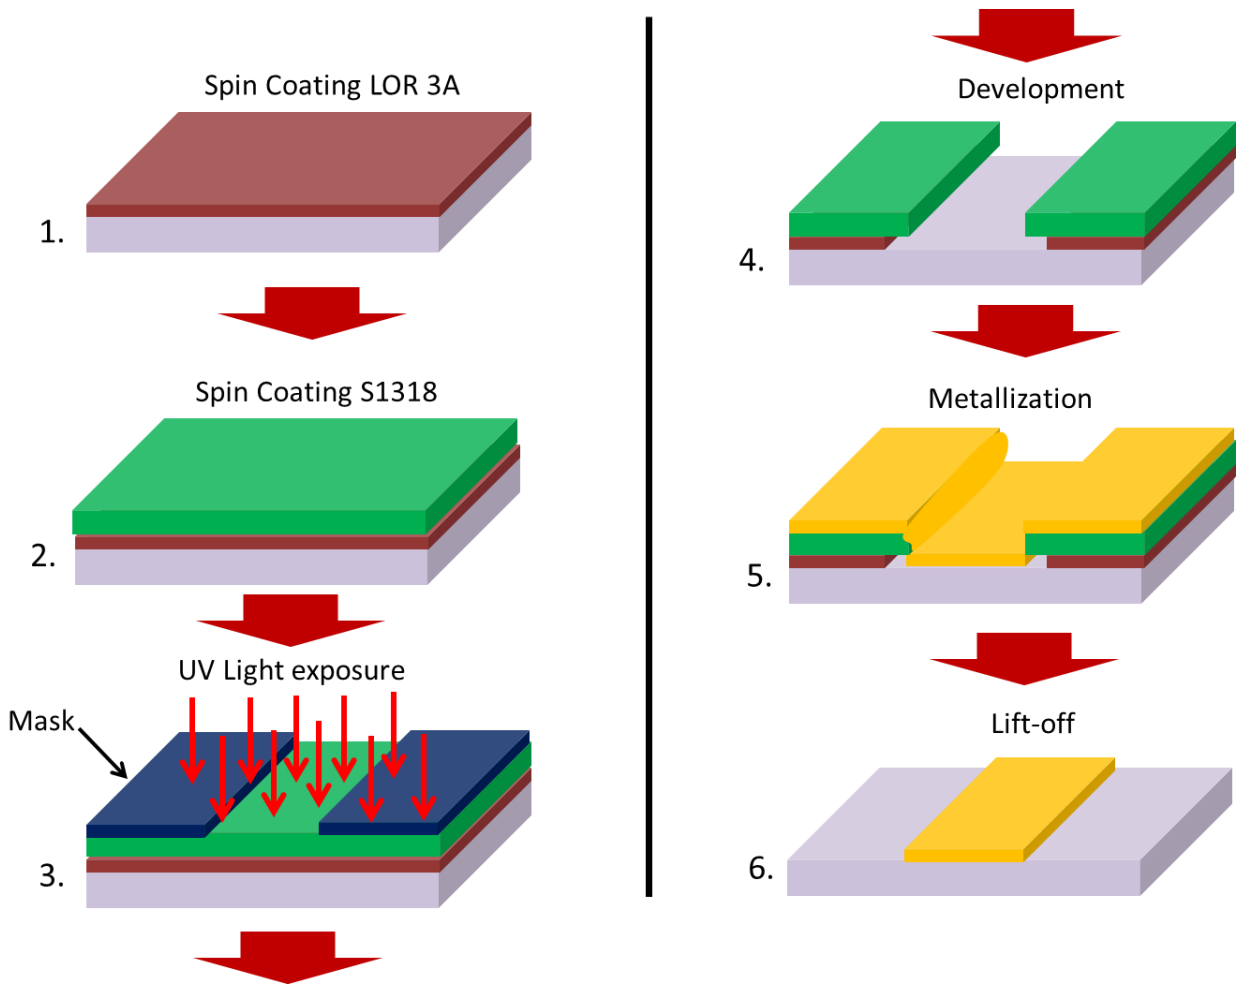 Spin Coating LOR 3A
1.
Spin Coating S1318
2.
UV Light exposure
Mask
3.
Development
4.
Metallization
5.
Lift-off
6.